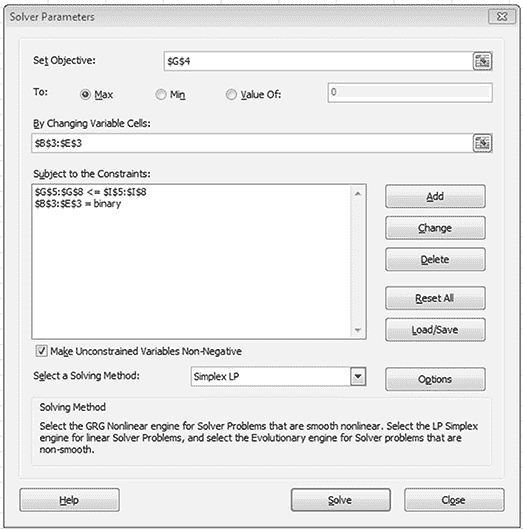 Solver Parameters
Set Objective:
$G$4
To:
Max
Min
Value Of:
0
By Changing Variable Cells:
$B$3:$E$3
Subject to the Constraints:
$G$5:$G$8 <= $I$5:$I$8
$B$3:$E$3 = binary
Add
Change
Delete
Reset All
Load/Save
Make Unconstrained Variables Non-Negative
Select a Solving Method:
Simplex LP
Options
Solving Method
Select the GRG Nonlinear engine for Solver Problems that are smooth nonlinear. Select the LP Simplex
engine for linear Solver Problems, and select the Evolutionary engine for Solver problems that are
non-smooth.
Help
Solve
Close